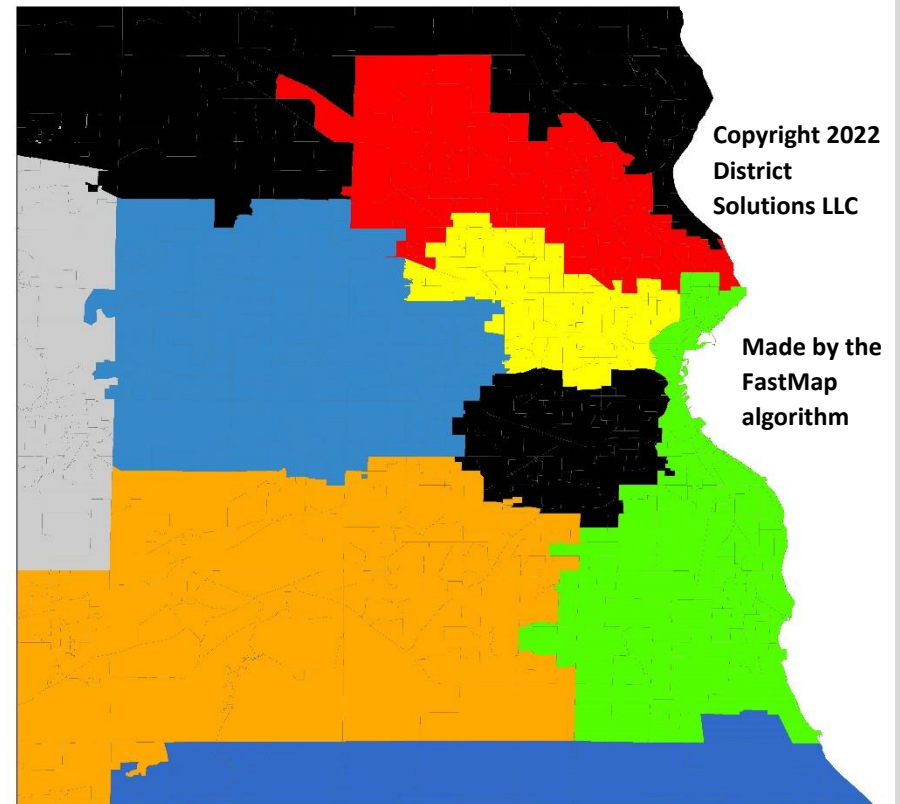 Copyright 2022
District
Solutions LLC
Made by the
FastMap
algorithm